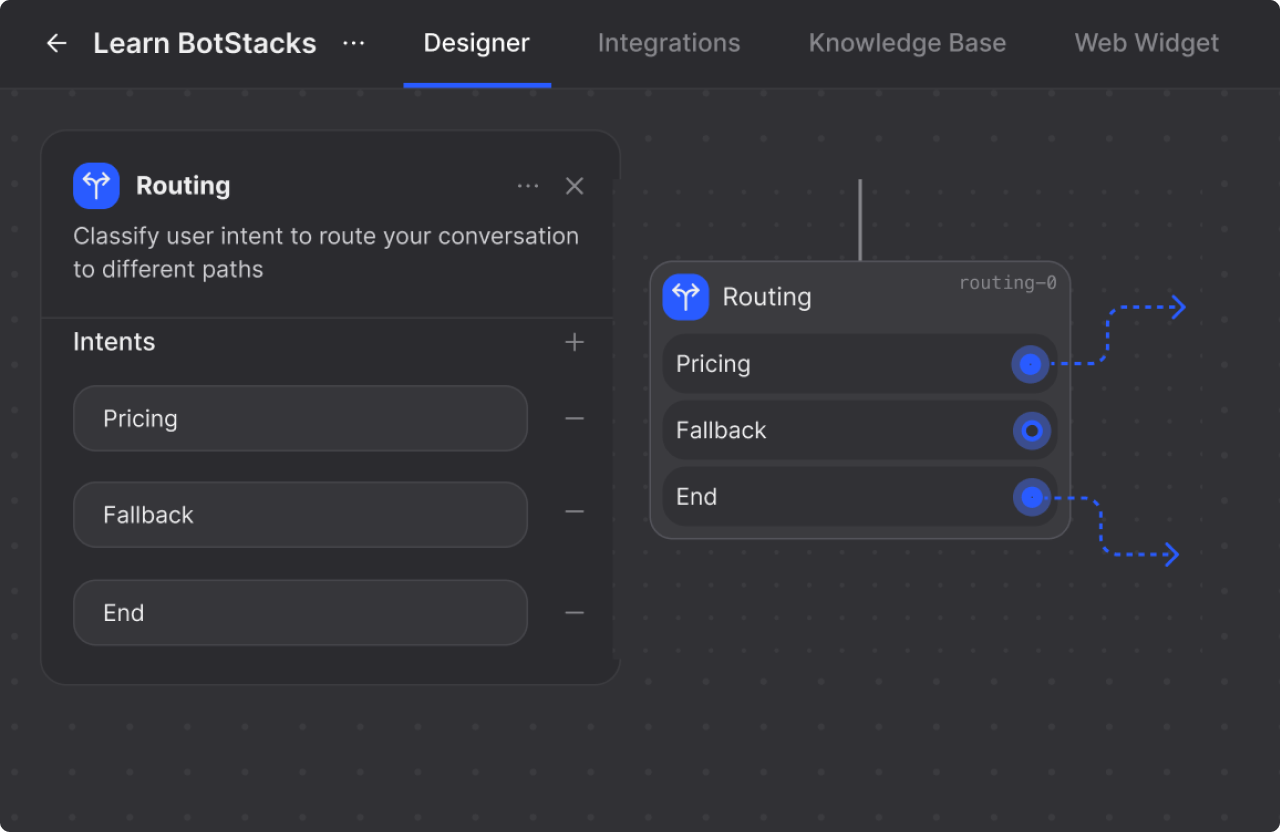 Learn BotStacks
Designer
Integrations
Knowledge Base
Web Widget
Routing
Classify user intent to route your conversation
to different paths
Intents
Pricing
Fallback
End
Routing
routing-0
Pricing
Fallback
End